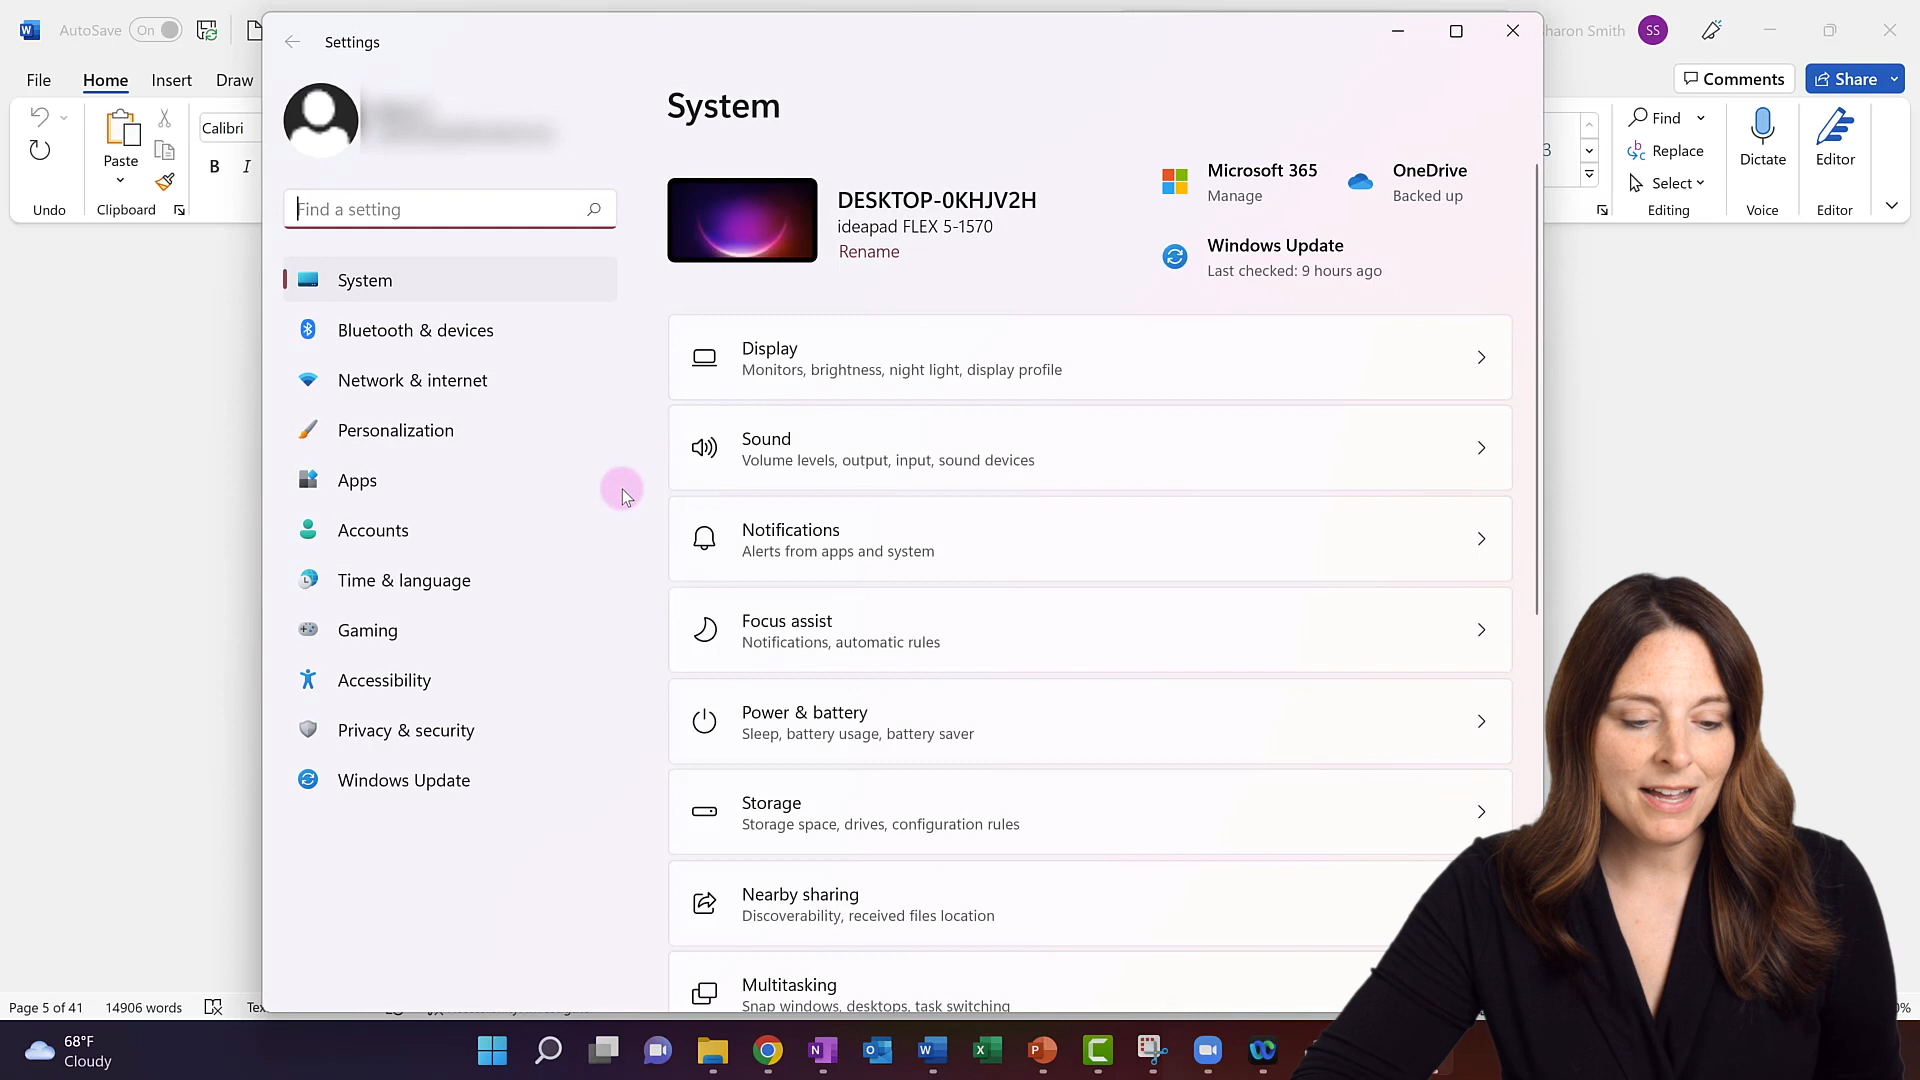 AutoSave On
Settings
Sharon Smith SS
File Home Insert Draw
Comments Share
Calibri
Paste
B I
Undo Clipboard
Find
Replace
Select
Dictate
Editor
Editing Voice Editor
System
Find a setting
DESKTOP-0KHJV2H
ideapad FLEX 5-1570
Rename
Microsoft 365
Manage
OneDrive
Backed up
Windows Update
Last checked: 9 hours ago
System
Bluetooth & devices
Network & internet
Personalization
Apps
Accounts
Time & language
Gaming
Accessibility
Privacy & security
Windows Update
Display
Monitors, brightness, night light, display profile
Sound
Volume levels, output, input, sound devices
Notifications
Alerts from apps and system
Focus assist
Notifications, automatic rules
Power & battery
Sleep, battery usage, battery saver
Storage
Storage space, drives, configuration rules
Nearby sharing
Discoverability, received files location
Multitasking
Snap windows, desktops, task switching
Page 5 of 41 14906 words
68°F
Cloudy